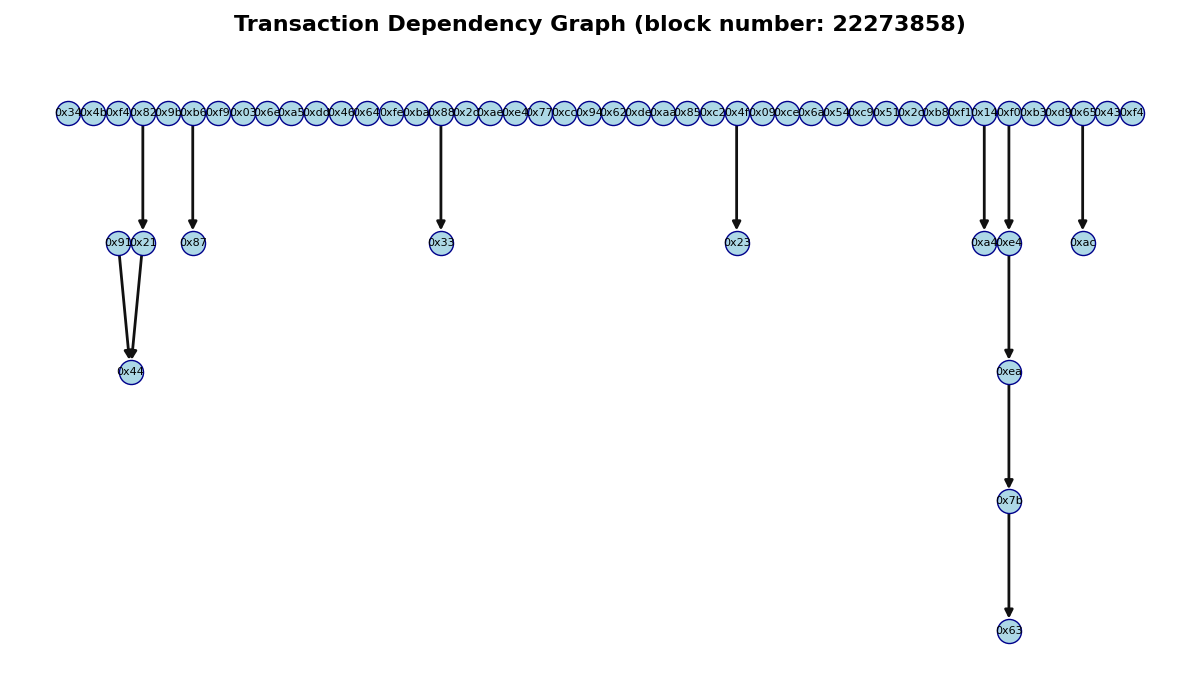 Transaction Dependency Graph (block number: 22273858)
0x34 0x4b 0xf4 0x82 0x9b 0xb6 0xf9 0x03 0x6e 0xa5 0xdd 0x46 0x64 0xfe 0xba 0x88 0x2d 0xae 0xe4 0x77 0x94 0x62 0xde 0xaa 0x85 0xc2 0x4f 0x09 0xce 0x6a 0x54 0xc9 0x51 0xb8 0xf1 0x14 0xf0 0xb3 0xd9 0x65 0x43 0xf4
0x91 0x21 0x87 0x33 0x23 0xa4 0xe4 0xac
0x44 0xea
0x7b
0x63